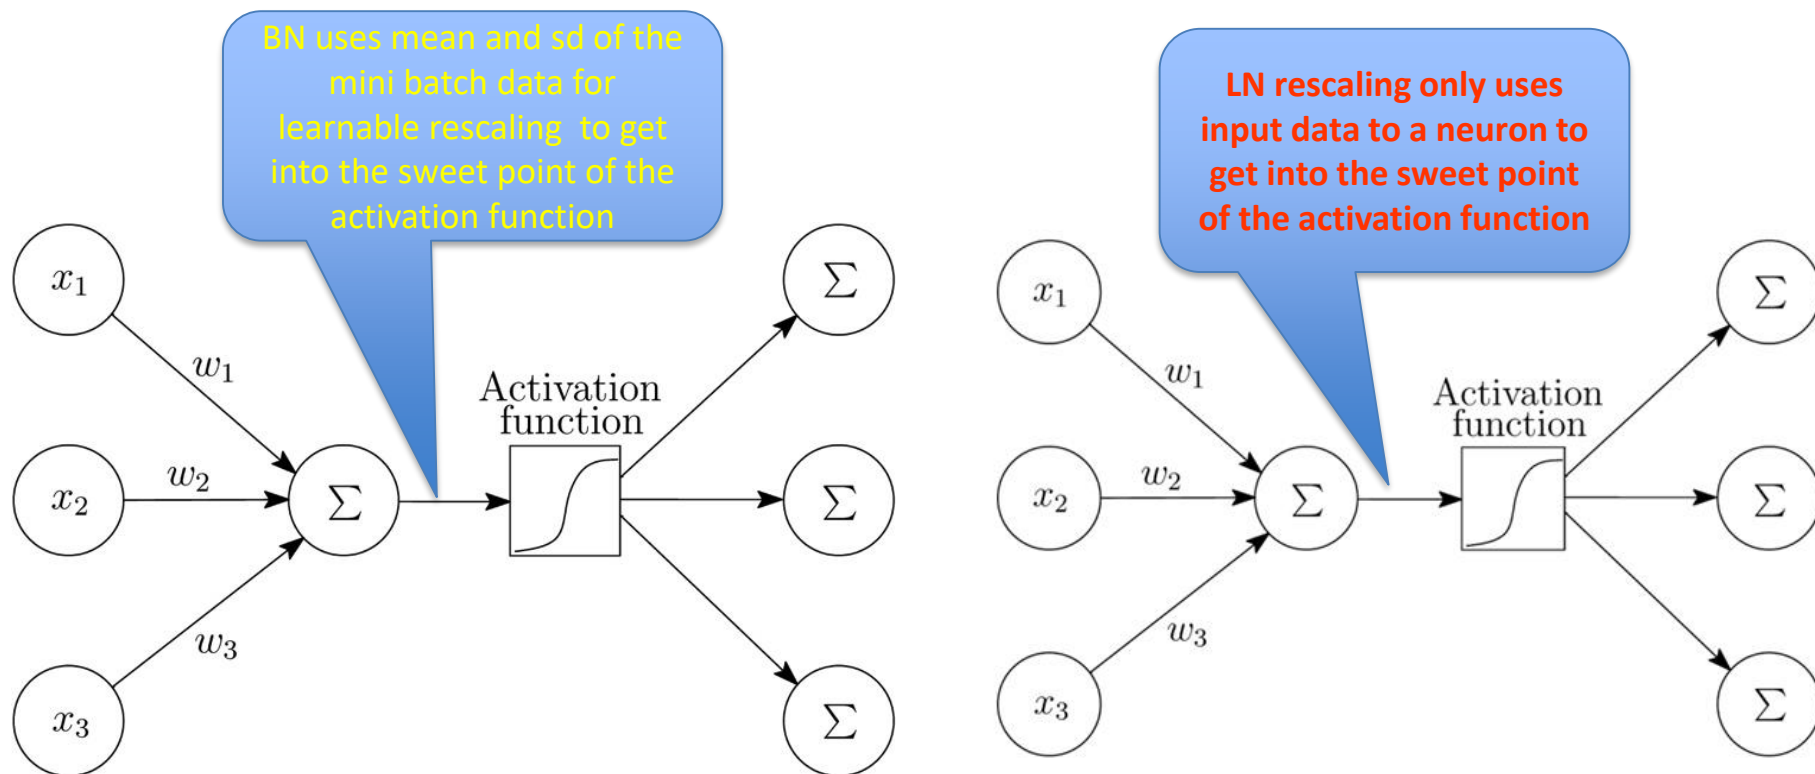 BN uses mean and sd of the
mini batch data for
learnable rescaling to get
into the sweet point of the
activation function
x₁
x₂
x₃
w₁
w₂
w₃
Σ
Activation
function
Σ
Σ
Σ
LN rescaling only uses
input data to a neuron to
get into the sweet point
of the activation function
x₁
x₂
x₃
w₁
w₂
w₃
Σ
Activation
function
Σ
Σ
Σ